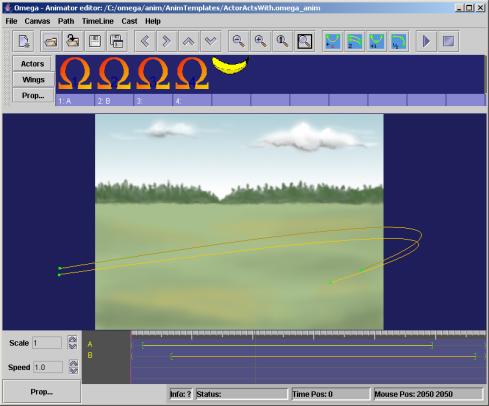 Omega - Animator editor: /C:/omega/anim/AnimTemplates/ActorActsWith.omega_anim
File Canvas Path TimeLine Cast Help
Actors
Wings
Prop...
1: A 2: B 3: 4:
Scale 1
A
B
Speed 1.0
Prop...
Info: ? Status: Time Pos: 0 Mouse Pos: 2050 2050